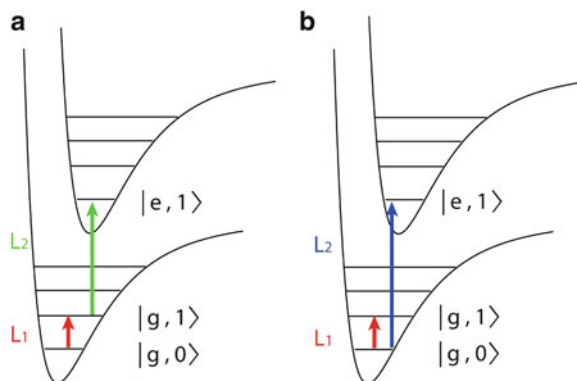 a
b
|e,1⟩
|e,1⟩
L₂
L₂
|g,1⟩
|g,1⟩
L₁
L₁
|g,0⟩
|g,0⟩